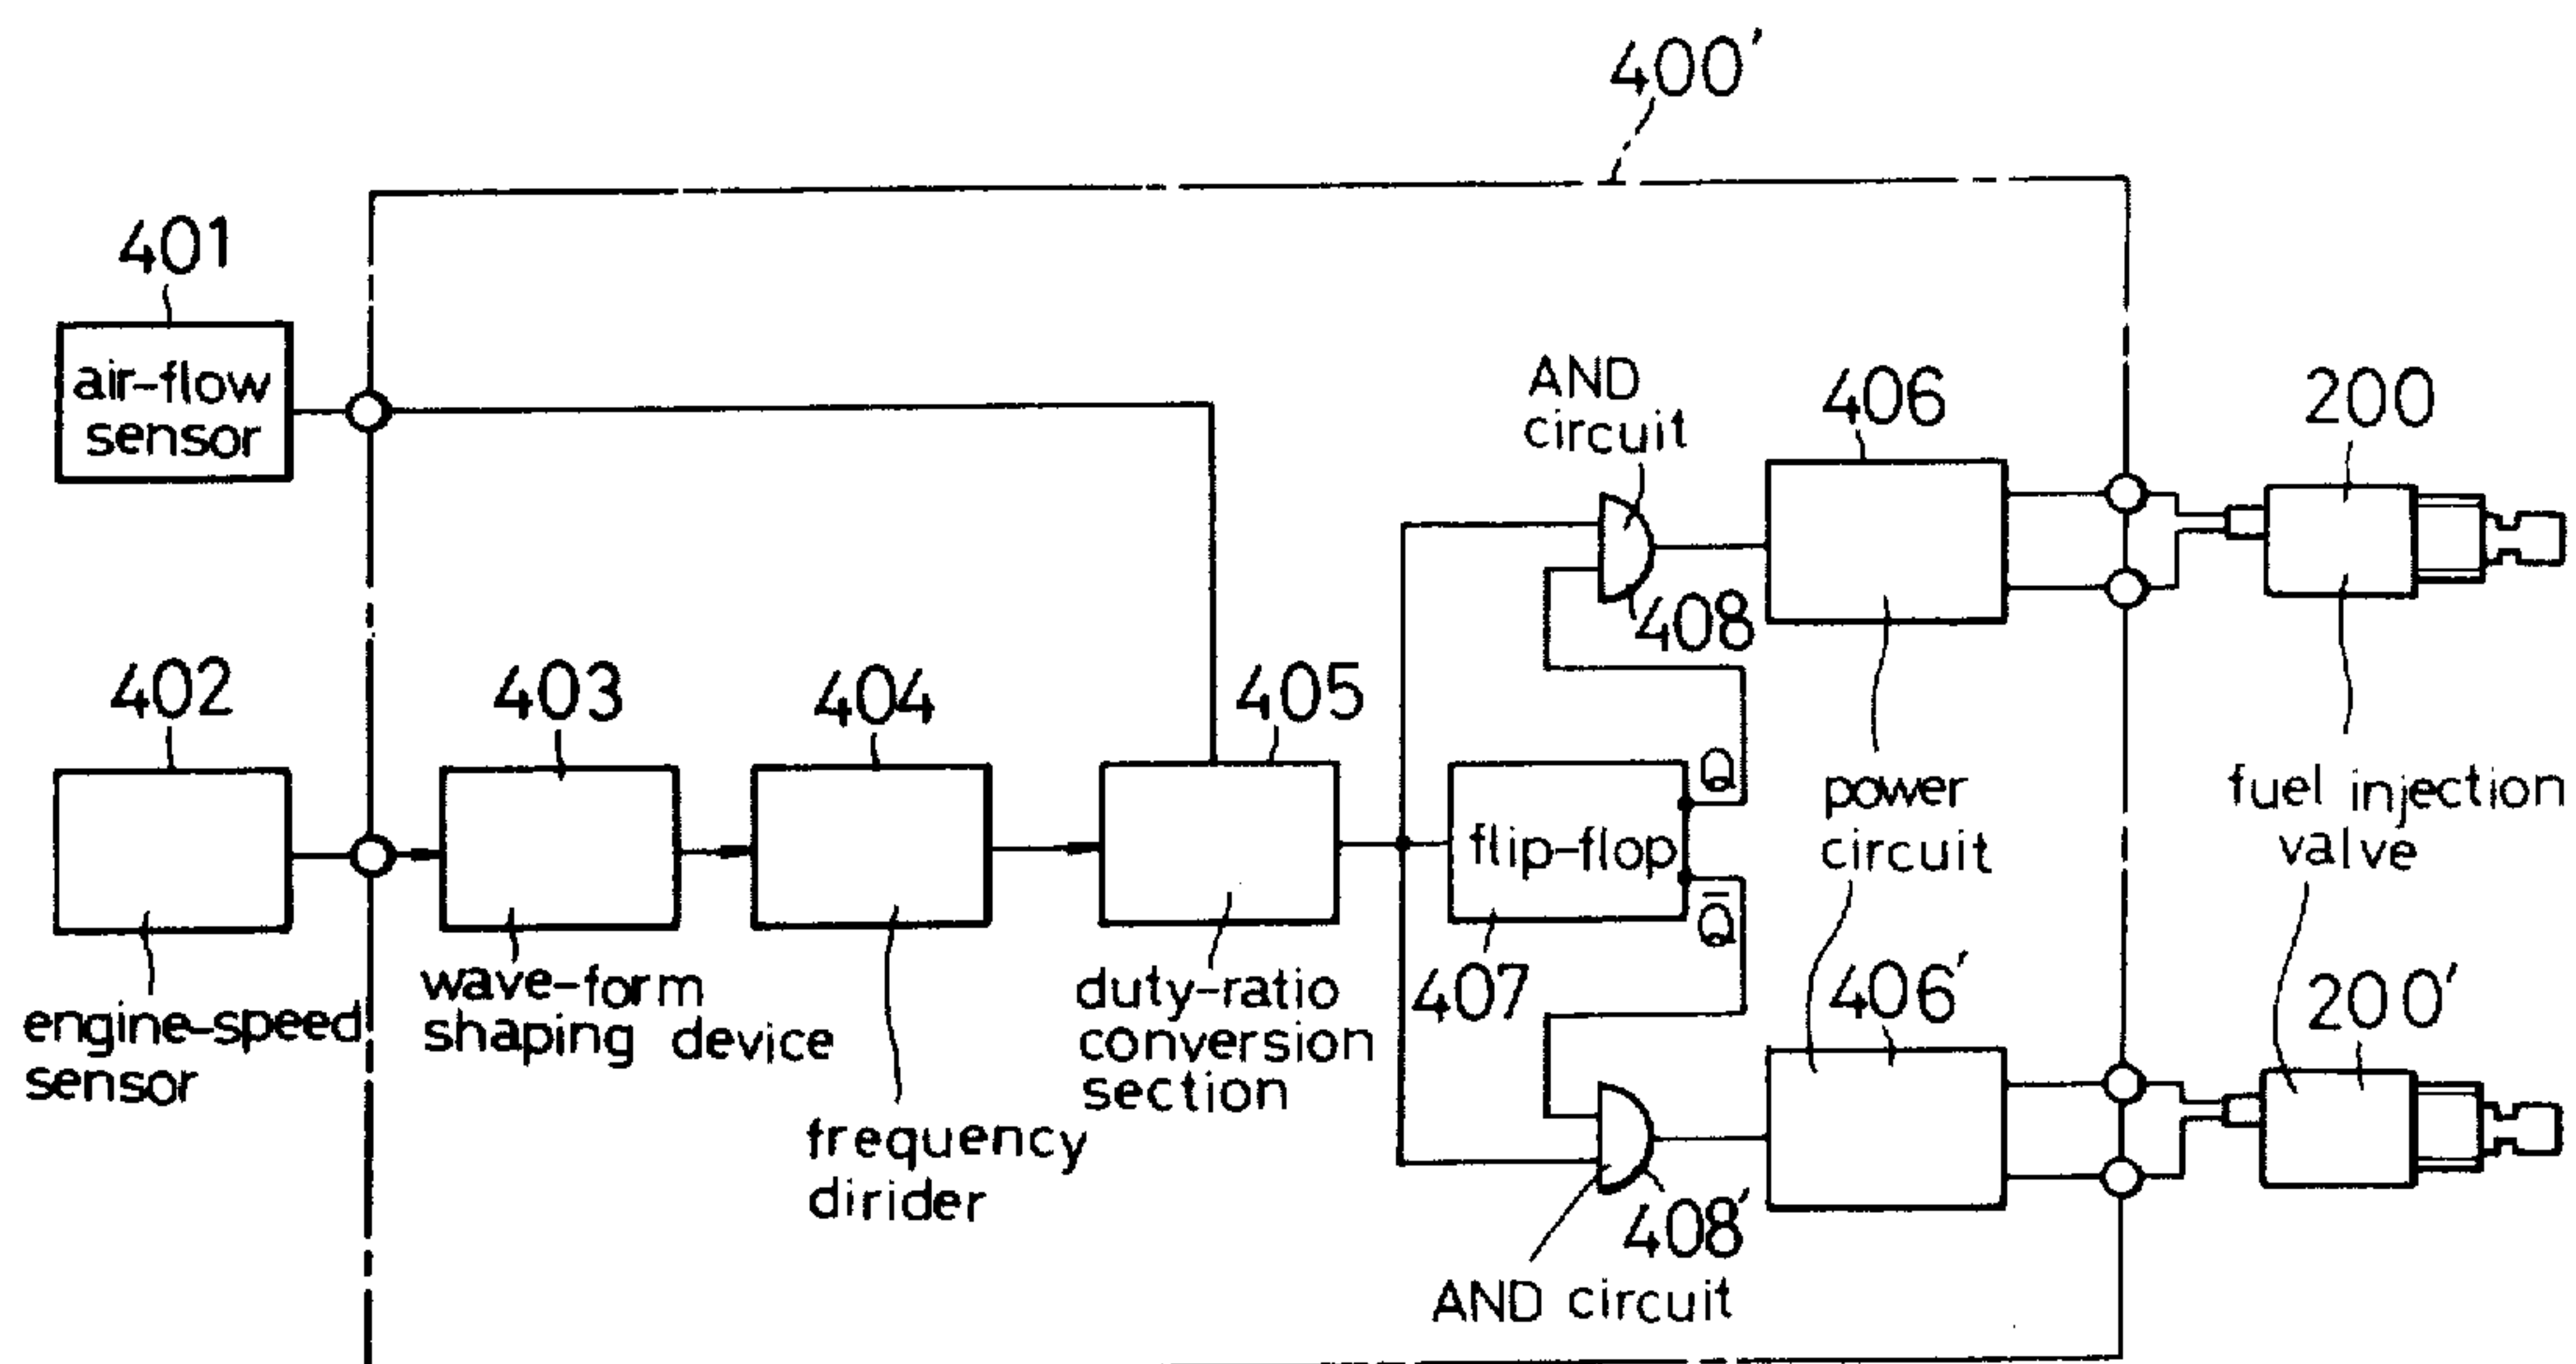 400'
401
air-flow
sensor
AND
circuit
406
200
408
402
403
404
405
Q
flip-flop
Q̅
power
circuit
fuel injection
valve
407
406'
200'
engine-speed
sensor
wave-form
shaping device
duty-ratio
conversion
section
frequency
dirider
408'
AND circuit